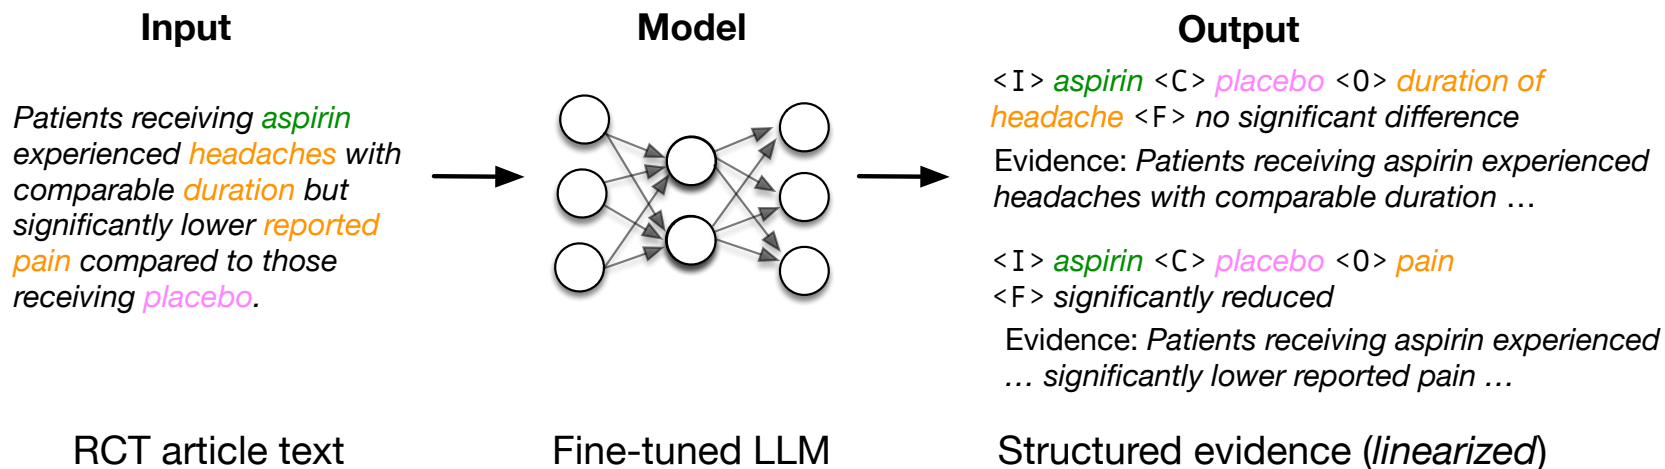 Input
Patients receiving aspirin
experienced headaches with
comparable duration but
significantly lower reported
pain compared to those
receiving placebo.
RCT article text
Model
Fine-tuned LLM
Output
<I> aspirin <C> placebo <O> duration of
headache <F> no significant difference
Evidence: Patients receiving aspirin experienced
headaches with comparable duration …
<I> aspirin <C> placebo <O> pain
<F> significantly reduced
Evidence: Patients receiving aspirin experienced
… significantly lower reported pain …
Structured evidence (linearized)